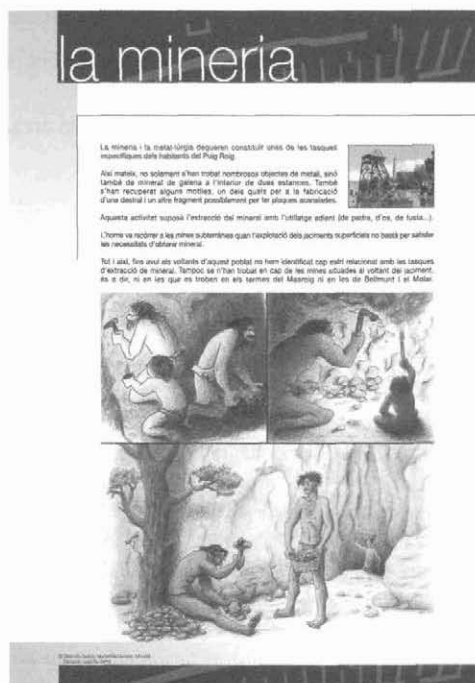 la mineria
La mineria i la metal·lúrgia degueren constituir unes de les tasques
específiques dels habitants del Puig Roig.
Així mateix, no solament s'han trobat nombrosos objectes de metall, sinó
també de mineral de galena a l'interior de dues estances. També
s'han recuperat alguns motlles, un dels quals per a la fabricació
d'una destral i un altre fragment possiblement per fer plaques acanalades.
Aquesta activitat suposà l'extracció del mineral amb l'utillatge adient (de pedra, d'os, de fusta...).
L'home va recórrer a les mines subterrànies quan l'explotació dels jaciments superficials no bastà per satisfer
les necessitats d'obtenir mineral.
Tot i així, fins avui als voltants d'aquest poblat no hem identificat cap estri relacionat amb les tasques
d'extracció de mineral. Tampoc se n'han trobat en cap de les mines situades al voltant del jaciment,
és a dir, ni en les que es troben en els termes del Masroig ni en les de Bellmunt i el Molar.